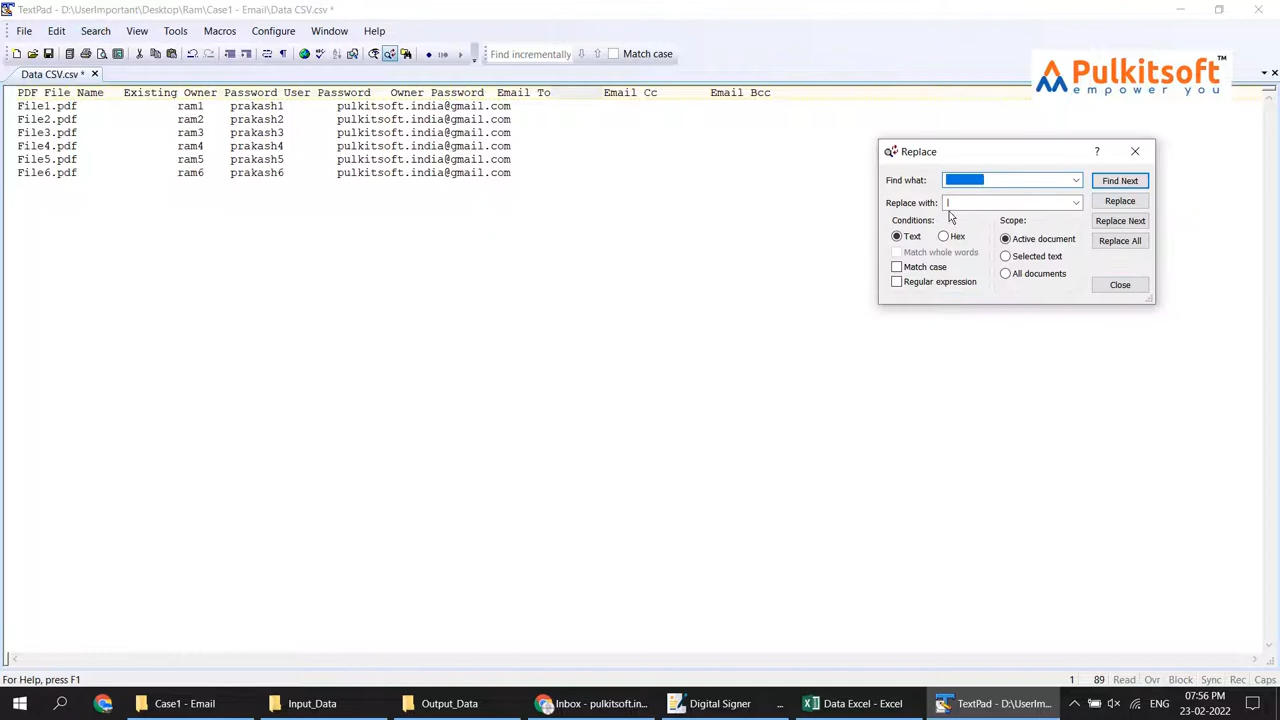 TextPad - D:\UserImportant\Desktop\Ram\Case1 - Email\Data CSV.csv *
File Edit Search View Tools Macros Configure Window Help
Find incrementally Match case
Data CSV.csv *
Pulkitsoft™
empower you
PDF File Name Existing Owner Password User Password Owner Password Email To Email Cc Email Bcc
File1.pdf ram1 prakash1 pulkitsoft.india@gmail.com
File2.pdf ram2 prakash2 pulkitsoft.india@gmail.com
File3.pdf ram3 prakash3 pulkitsoft.india@gmail.com
File4.pdf ram4 prakash4 pulkitsoft.india@gmail.com
File5.pdf ram5 prakash5 pulkitsoft.india@gmail.com
File6.pdf ram6 prakash6 pulkitsoft.india@gmail.com
Replace ?
Find what: Find Next
Replace with: | Replace
Conditions: Scope: Replace Next
Text Hex Active document Replace All
Match whole words
Match case Selected text
Regular expression All documents
Close
For Help, press F1 1 89 Read Ovr Block Sync Rec Caps
Case1 - Email Input_Data Output_Data Inbox - pulkitsoft.in... Digital Signer ... Data Excel - Excel TextPad - D:\UserIm... ENG 07:56 PM
23-02-2022